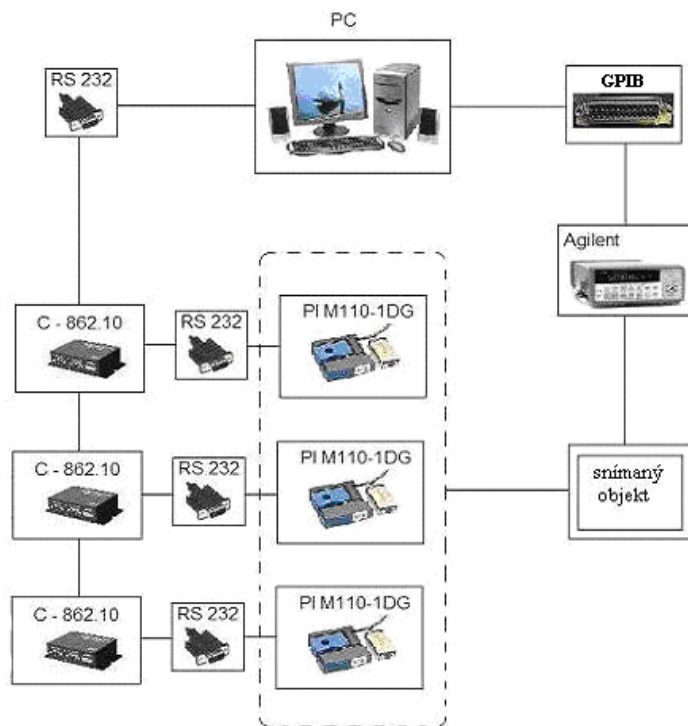 PC
RS 232
GPIB
Agilent
C - 862.10
RS 232
PI M110-1DG
C - 862.10
RS 232
PI M110-1DG
snímaný
objekt
C - 862.10
RS 232
PI M110-1DG